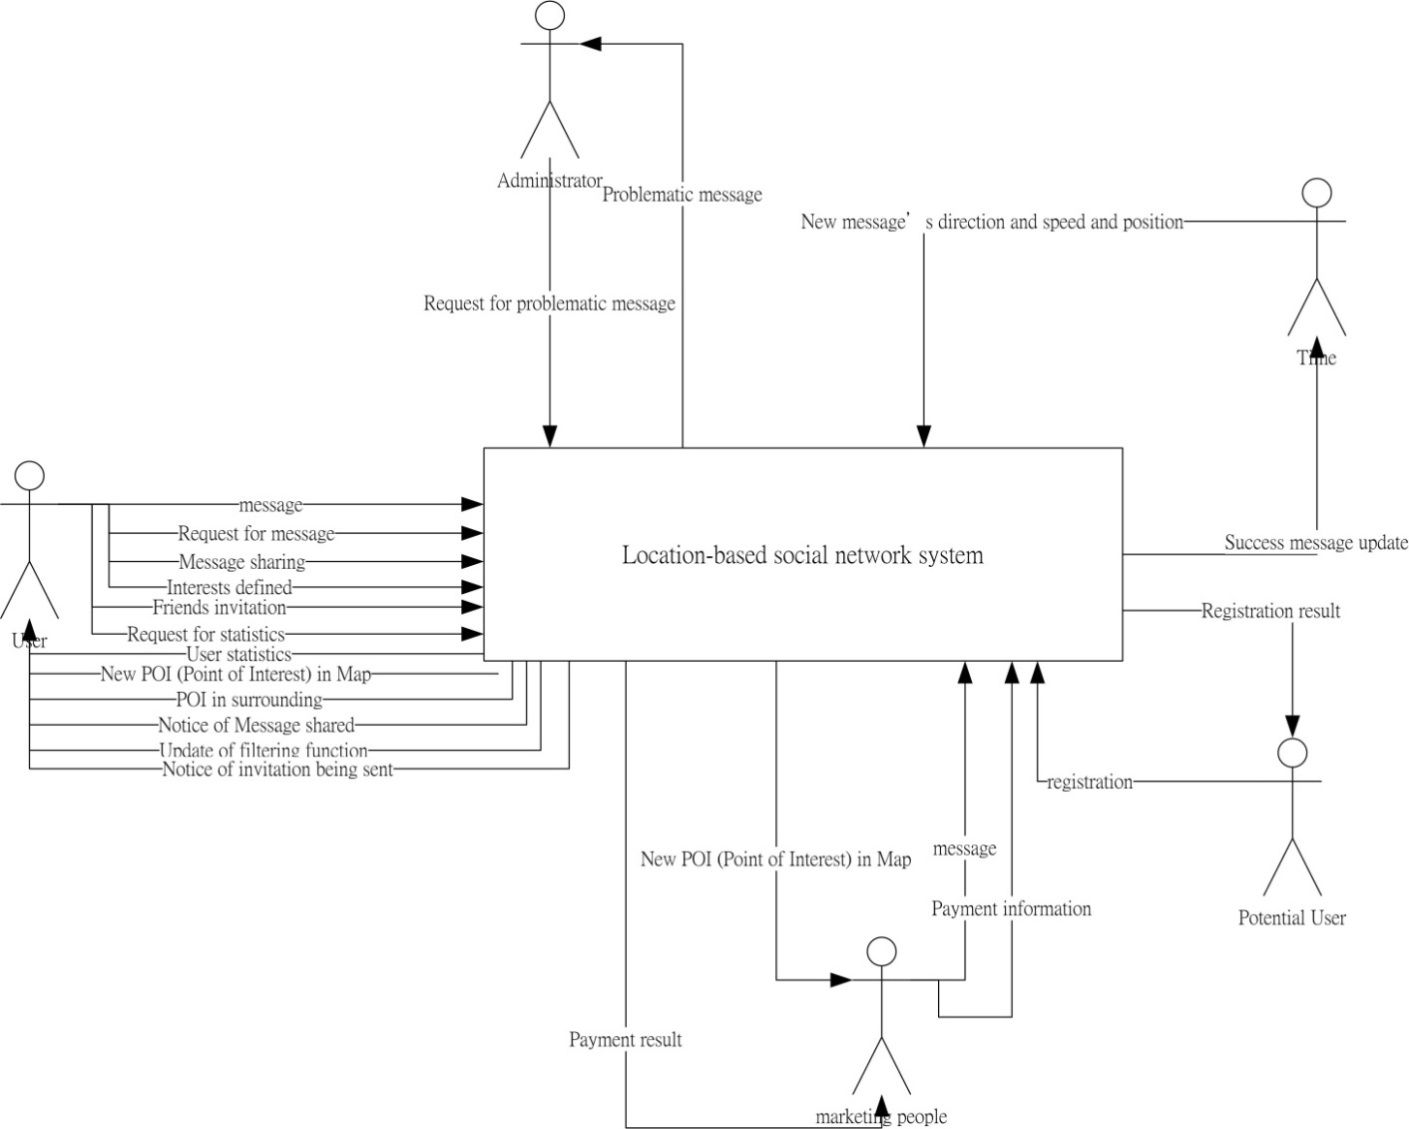 Administrator
Problematic message
New message’s direction and speed and position
Request for problematic message
Time
message
Request for message
Message sharing
Interests defined
Friends invitation
Request for statistics
User
User statistics
New POI (Point of Interest) in Map
POI in surrounding
Notice of Message shared
Update of filtering function
Notice of invitation being sent
Location-based social network system
Success message update
Registration result
registration
Potential User
New POI (Point of Interest) in Map
message
Payment information
Payment result
marketing people